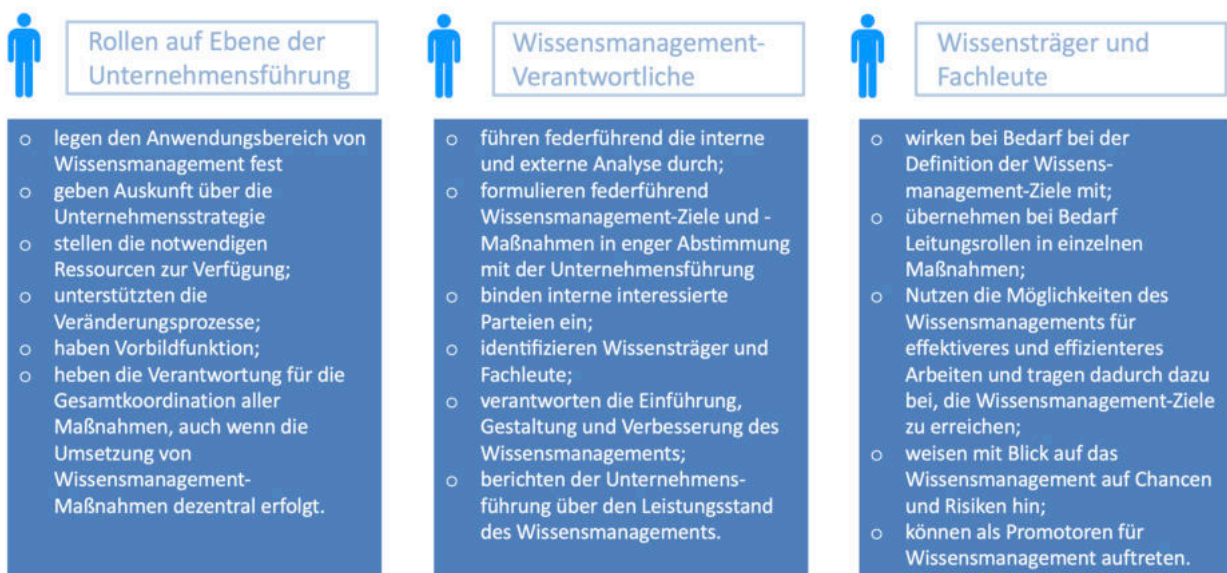 Rollen auf Ebene der
Unternehmensführung
○ legen den Anwendungsbereich von
Wissensmanagement fest
○ geben Auskunft über die
Unternehmensstrategie
○ stellen die notwendigen
Ressourcen zur Verfügung;
○ unterstützten die
Veränderungsprozesse;
○ haben Vorbildfunktion;
○ heben die Verantwortung für die
Gesamtkoordination aller
Maßnahmen, auch wenn die
Umsetzung von
Wissensmanagement-
Maßnahmen dezentral erfolgt.
Wissensmanagement-
Verantwortliche
○ führen federführend die interne
und externe Analyse durch;
○ formulieren federführend
Wissensmanagement-Ziele und -
Maßnahmen in enger Abstimmung
mit der Unternehmensführung
○ binden interne interessierte
Parteien ein;
○ identifizieren Wissensträger und
Fachleute;
○ verantworten die Einführung,
Gestaltung und Verbesserung des
Wissensmanagements;
○ berichten der Unternehmens-
führung über den Leistungsstand
des Wissensmanagements.
Wissensträger und
Fachleute
○ wirken bei Bedarf bei der
Definition der Wissens-
management-Ziele mit;
○ übernehmen bei Bedarf
Leitungsrollen in einzelnen
Maßnahmen;
○ Nutzen die Möglichkeiten des
Wissensmanagements für
effektiveres und effizienteres
Arbeiten und tragen dadurch dazu
bei, die Wissensmanagement-Ziele
zu erreichen;
○ weisen mit Blick auf das
Wissensmanagement auf Chancen
und Risiken hin;
○ können als Promotoren für
Wissensmanagement auftreten.